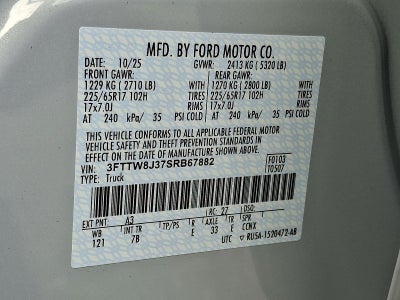 MFD. BY FORD MOTOR CO.
DATE: 10/25 GVWR: 2413 KG ( 5320 LB)
FRONT GAWR: REAR GAWR:
1229 KG ( 2710 LB) WITH 1270 KG ( 2800 LB) WITH
225/65R17 102H TIRES 225/65R17 102H TIRES
17x7.0J RIMS 17x7.0J RIMS
AT 240 kPa/ 35 PSI COLD AT 240 kPa/ 35 PSI COLD
THIS VEHICLE CONFORMS TO ALL APPLICABLE FEDERAL MOTOR
VEHICLE SAFETY AND THEFT PREVENTION STANDARDS IN EFFECT
ON THE DATE OF MANUFACTURE SHOWN ABOVE.
VIN: 3FTTW8J37SRB67882 F0103
TYPE: Truck T0507
EXT PNT: A3 RC: 27 DSO:
WB INT TR TP/PS R AXLE TR SPR
121 7B E 33 E CCNX
UTC RU5A-1520472-AB